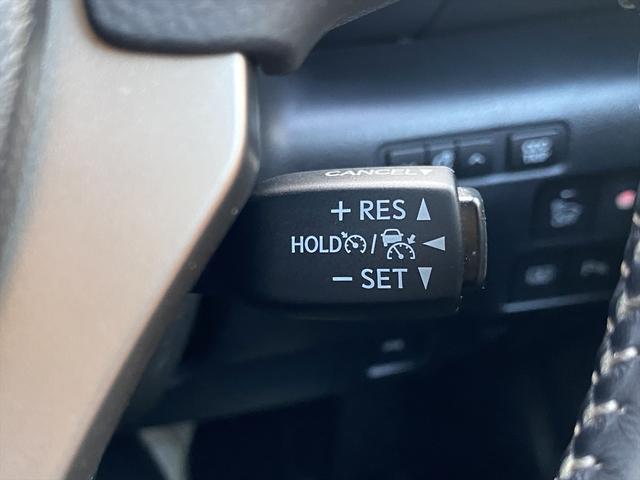 CANCEL▼
+ RES ▲
HOLD / ◀
− SET ▼